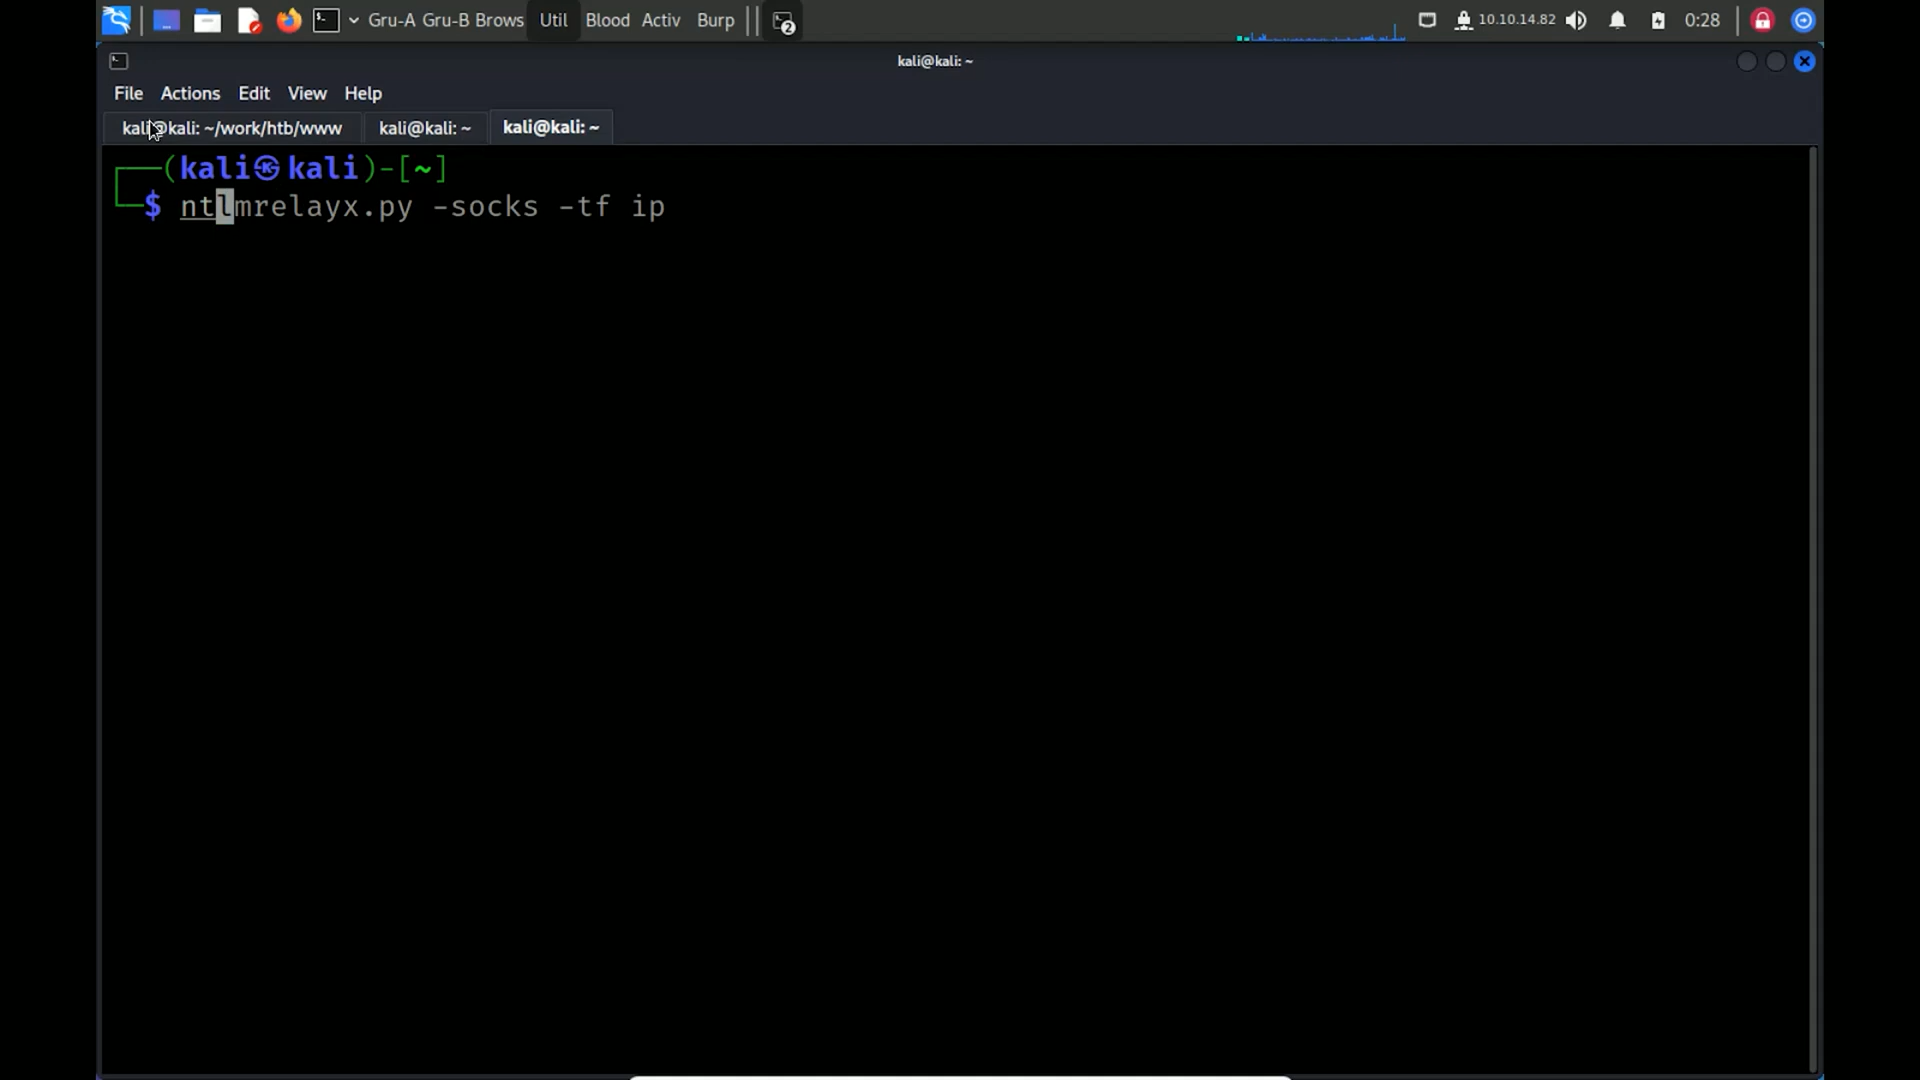 Gru-A Gru-B Brows Util Blood Activ Burp 2 10.10.14.82 0:28
kali@kali: ~
File Actions Edit View Help
kali@kali: ~/work/htb/www kali@kali: ~ kali@kali: ~
(kali㉿kali)-[~]
$ ntlmrelayx.py -socks -tf ip